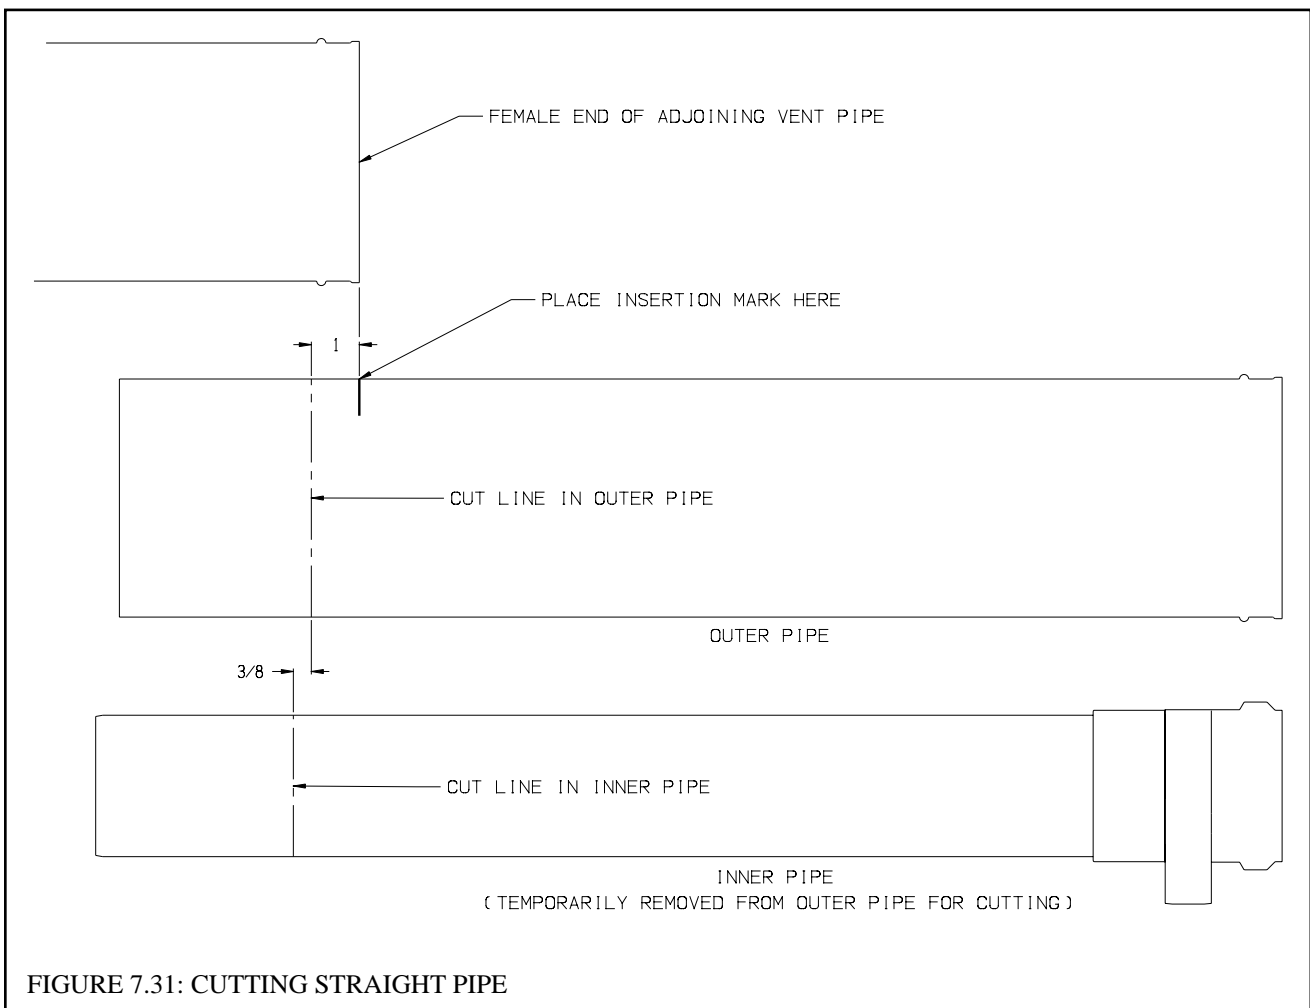 FEMALE END OF ADJOINING VENT PIPE
PLACE INSERTION MARK HERE
1
CUT LINE IN OUTER PIPE
OUTER PIPE
3/8
CUT LINE IN INNER PIPE
INNER PIPE
(TEMPORARILY REMOVED FROM OUTER PIPE FOR CUTTING)
FIGURE 7.31: CUTTING STRAIGHT PIPE